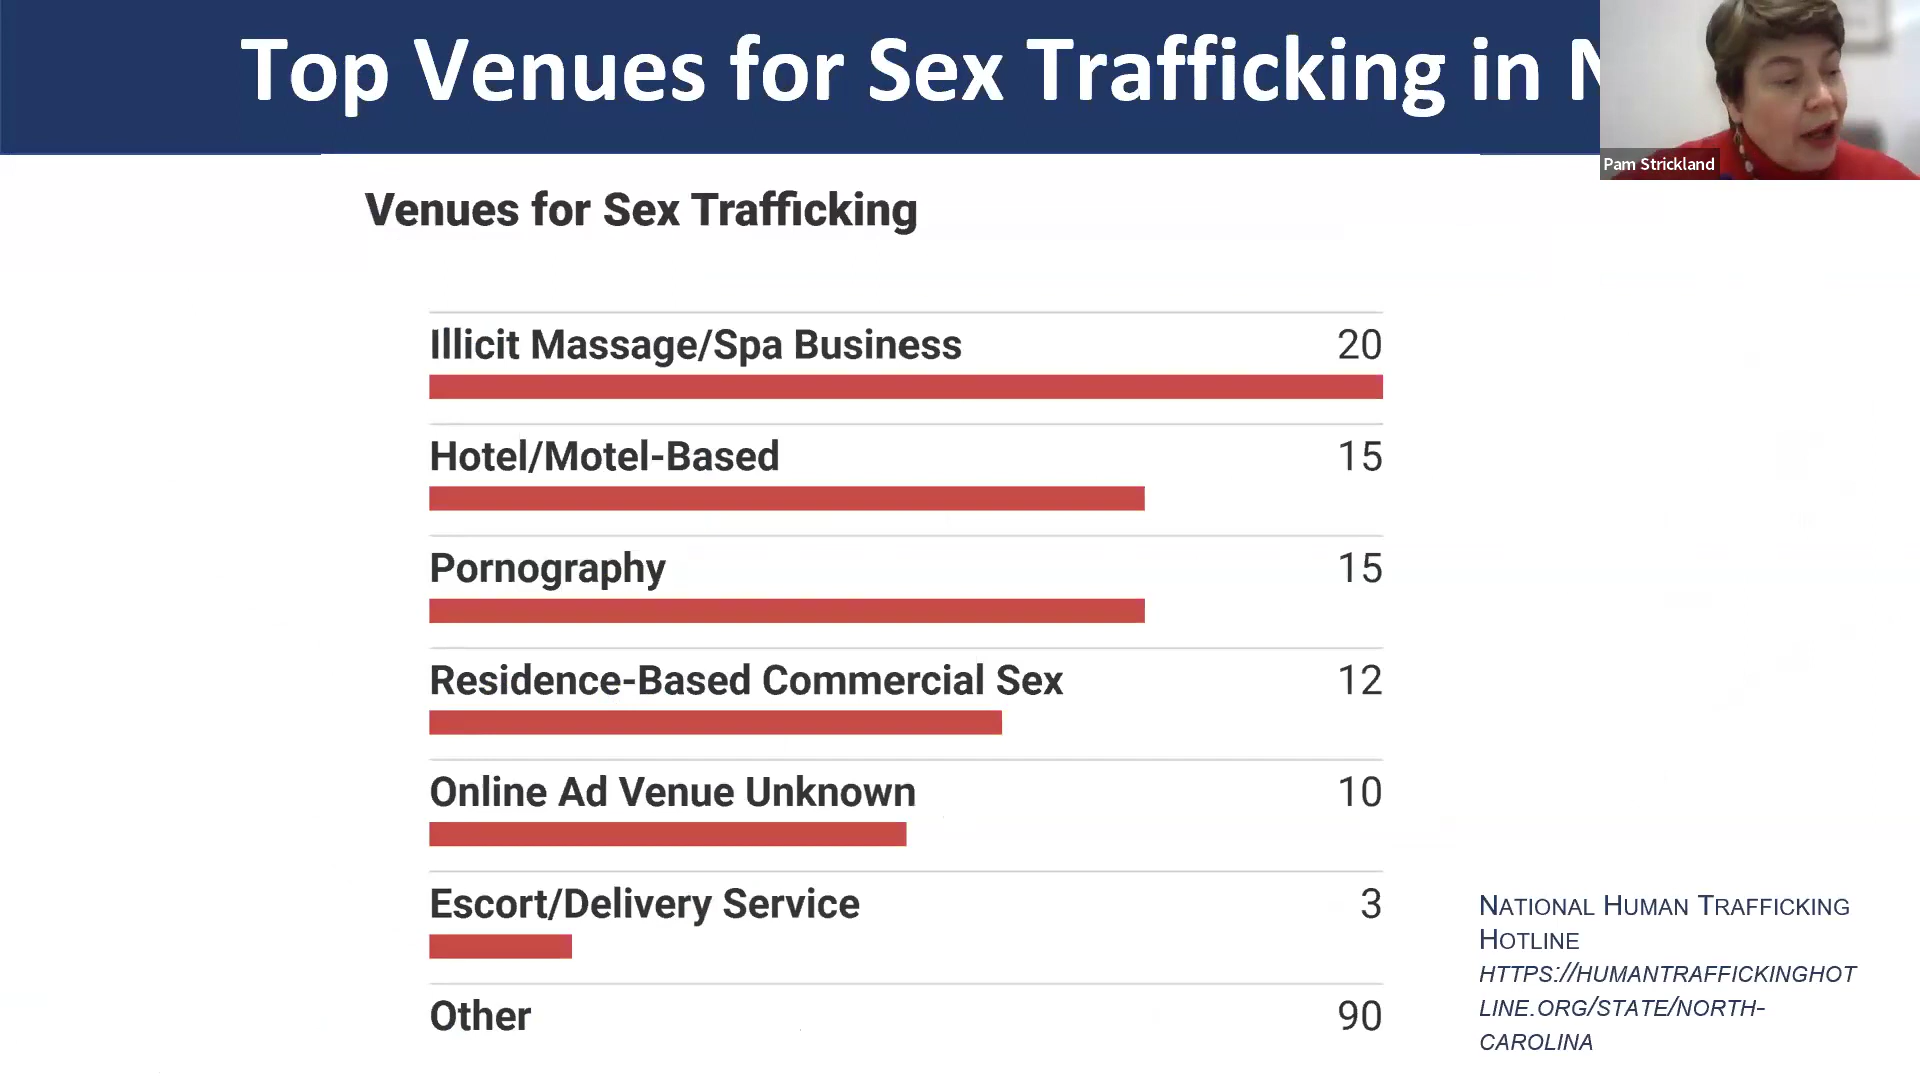 Top Venues for Sex Trafficking in N
Pam Strickland
Venues for Sex Trafficking
Illicit Massage/Spa Business 20
Hotel/Motel-Based 15
Pornography 15
Residence-Based Commercial Sex 12
Online Ad Venue Unknown 10
Escort/Delivery Service 3
Other 90
NATIONAL HUMAN TRAFFICKING
HOTLINE
HTTPS://HUMANTRAFFICKINGHOT
LINE.ORG/STATE/NORTH-
CAROLINA